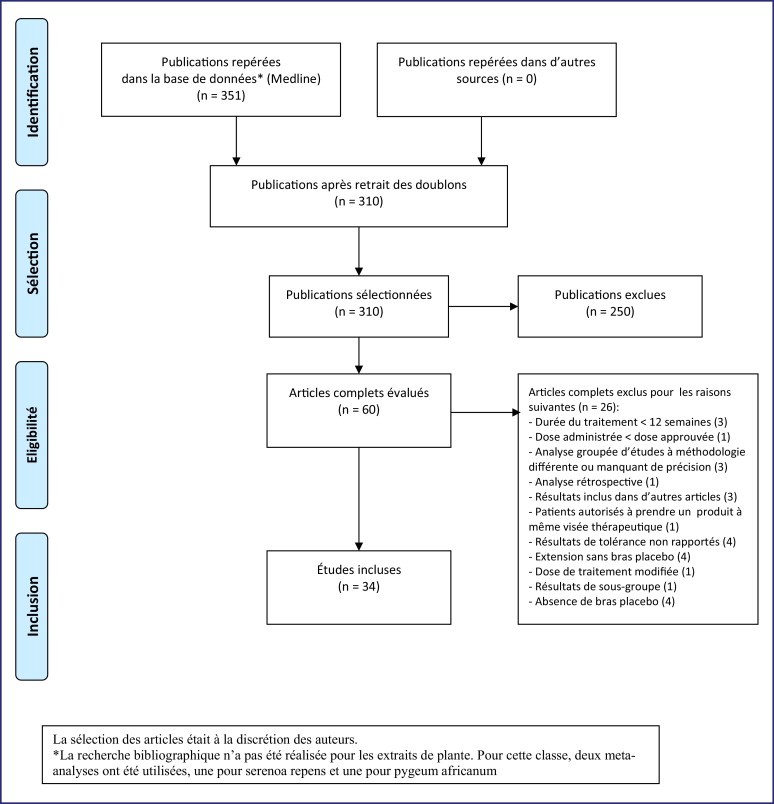 Identification
Publications repérées
dans la base de données* (Medline)
(n = 351)
Publications repérées dans d'autres
sources (n = 0)
Publications après retrait des doublons
(n = 310)
Sélection
Publications sélectionnées
(n = 310)
Publications exclues
(n = 250)
Eligibilité
Articles complets évalués
(n = 60)
Articles complets exclus pour les raisons
suivantes (n = 26):
- Durée du traitement < 12 semaines (3)
- Dose administrée < dose approuvée (1)
- Analyse groupée d'études à méthodologie
différente ou manquant de précision (3)
- Analyse rétrospective (1)
- Résultats inclus dans d'autres articles (3)
- Patients autorisés à prendre un produit à
même visée thérapeutique (1)
- Résultats de tolérance non rapportés (4)
- Extension sans bras placebo (4)
- Dose de traitement modifiée (1)
- Résultats de sous-groupe (1)
- Absence de bras placebo (4)
Inclusion
Études incluses
(n = 34)
La sélection des articles était à la discrétion des auteurs.
*La recherche bibliographique n'a pas été réalisée pour les extraits de plante. Pour cette classe, deux meta-
analyses ont été utilisées, une pour serenoa repens et une pour pygeum africanum